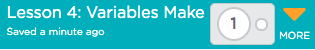 Lesson 4: Variables Make
Saved a minute ago
1
MORE